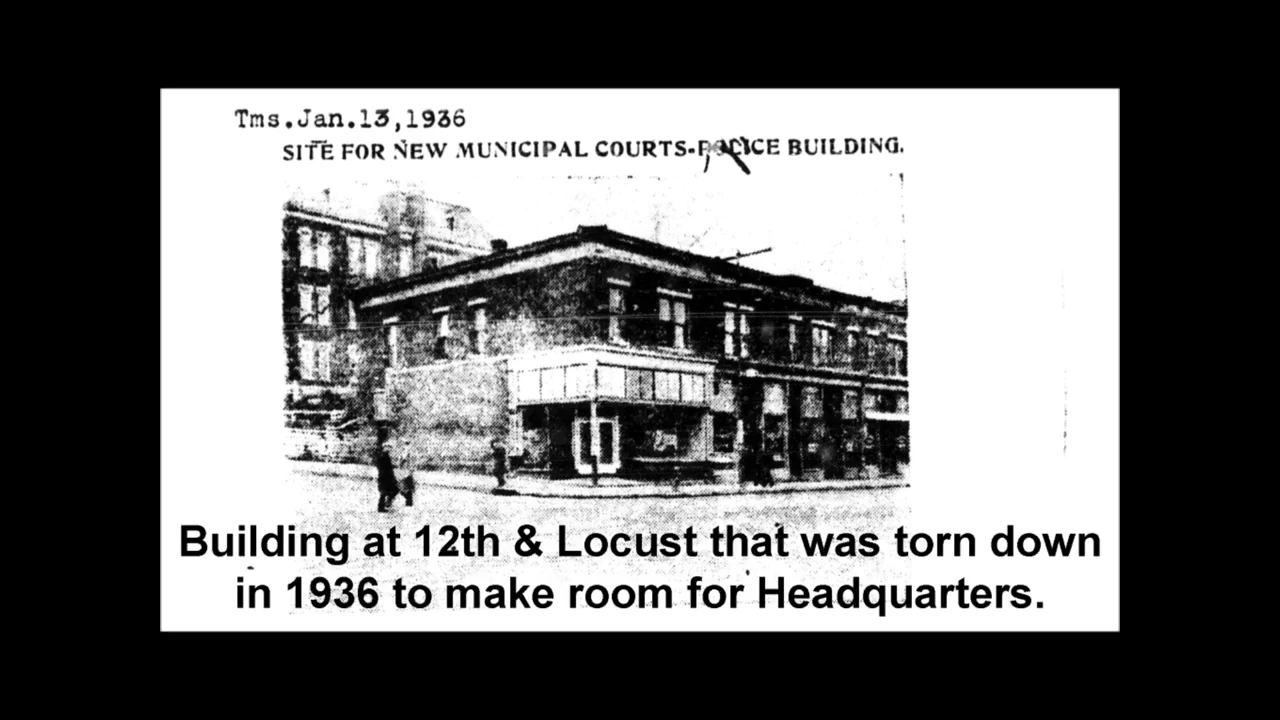 Tms.Jan.13,1936
SITE FOR NEW MUNICIPAL COURTS-POLICE BUILDING.
Building at 12th & Locust that was torn down
in 1936 to make room for Headquarters.